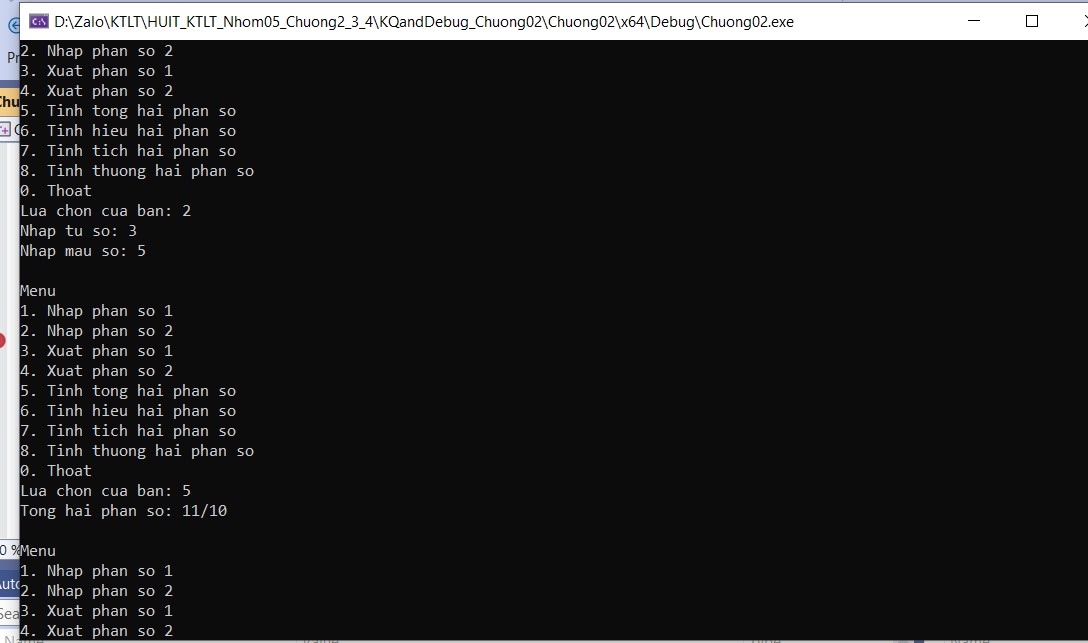 D:\Zalo\KTLT\HUIT_KTLT_Nhom05_Chuong2_3_4\KQandDebug_Chuong02\Chuong02\x64\Debug\Chuong02.exe
2. Nhap phan so 2
3. Xuat phan so 1
4. Xuat phan so 2
5. Tinh tong hai phan so
6. Tinh hieu hai phan so
7. Tinh tich hai phan so
8. Tinh thuong hai phan so
0. Thoat
Lua chon cua ban: 2
Nhap tu so: 3
Nhap mau so: 5
Menu
1. Nhap phan so 1
2. Nhap phan so 2
3. Xuat phan so 1
4. Xuat phan so 2
5. Tinh tong hai phan so
6. Tinh hieu hai phan so
7. Tinh tich hai phan so
8. Tinh thuong hai phan so
0. Thoat
Lua chon cua ban: 5
Tong hai phan so: 11/10
Menu
1. Nhap phan so 1
2. Nhap phan so 2
3. Xuat phan so 1
4. Xuat phan so 2